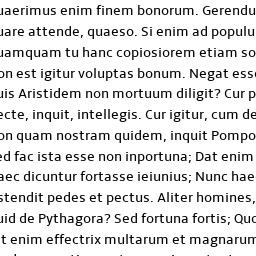 uaerimus enim finem bonorum. Gerendu
uare attende, quaeso. Si enim ad populu
uamquam tu hanc copiosiorem etiam so
on est igitur voluptas bonum. Negat esse
uis Aristidem non mortuum diligit? Cur p
ecte, inquit, intellegis. Cur igitur, cum de
on quam nostram quidem, inquit Pompo
ed fac ista esse non inportuna; Dat enim
aec dicuntur fortasse ieiunius; Nunc hae
stendit pedes et pectus. Aliter homines,
uid de Pythagora? Sed fortuna fortis; Quo
t enim effectrix multarum et magnarum